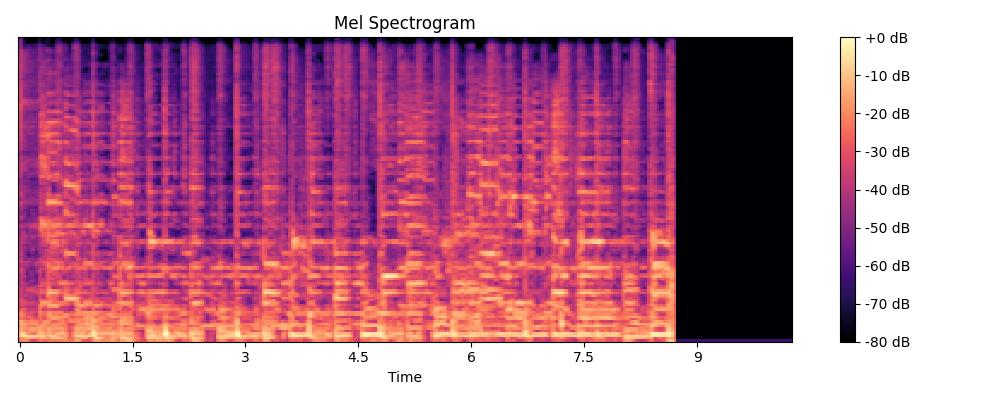 Mel Spectrogram
+0 dB
-10 dB
-20 dB
-30 dB
-40 dB
-50 dB
-60 dB
-70 dB
-80 dB
0 1.5 3 4.5 6 7.5 9
Time